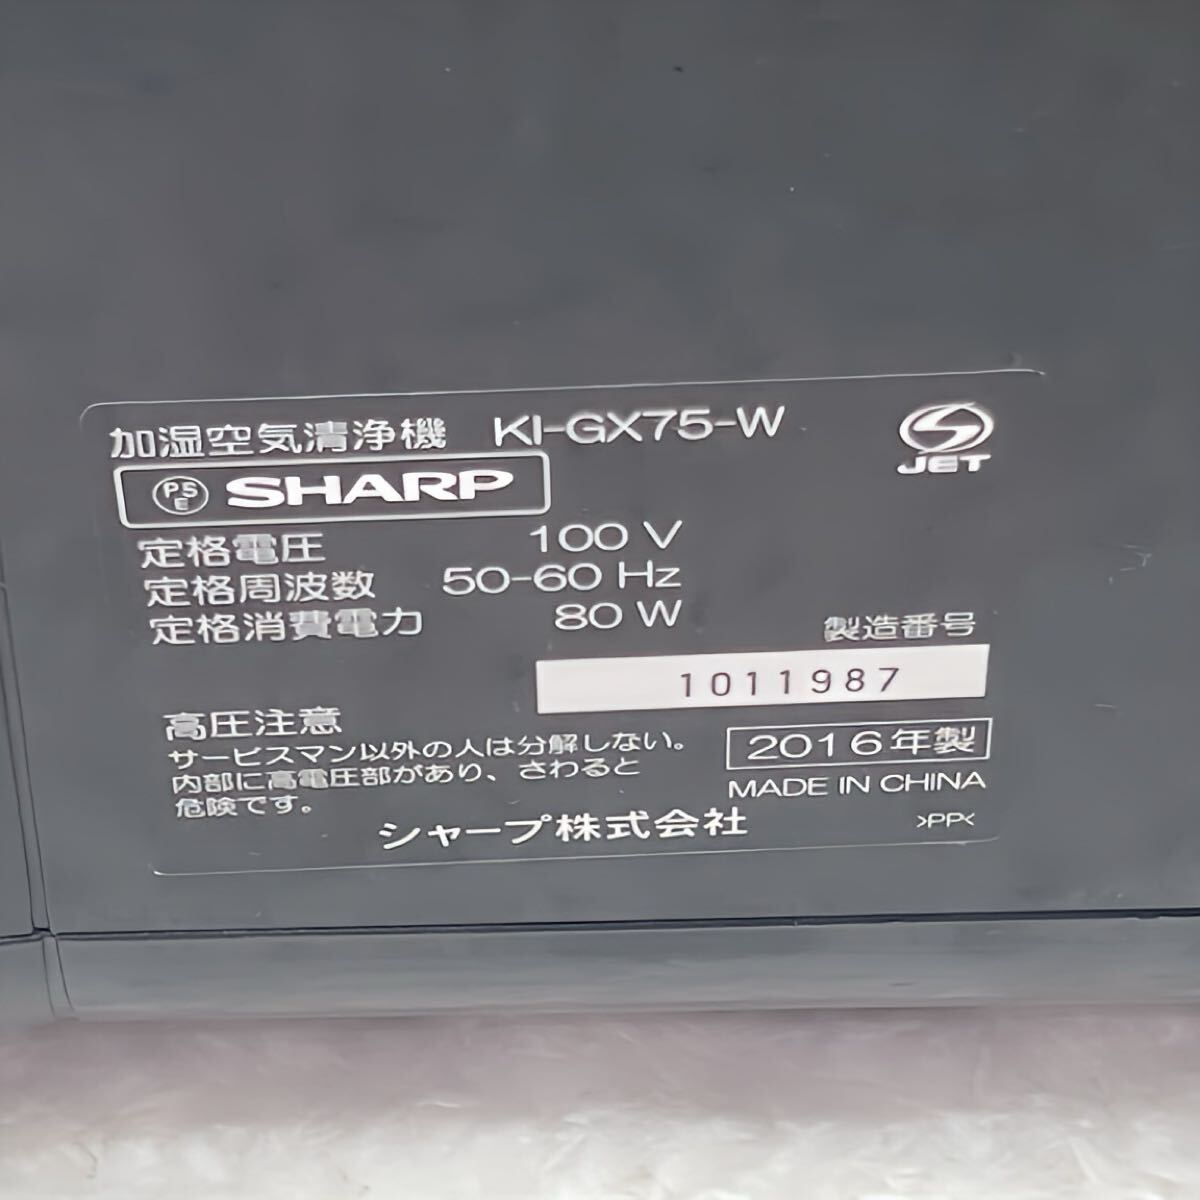 加湿空気清浄機 KI-GX75-W
JET
PSE SHARP
定格電圧 100 V
定格周波数 50-60 Hz
定格消費電力 80 W
製造番号
1011987
高圧注意
サービスマン以外の人は分解しない。
内部に高電圧部があり、さわると
危険です。
2016年製
MADE IN CHINA
シャープ株式会社
>PP<